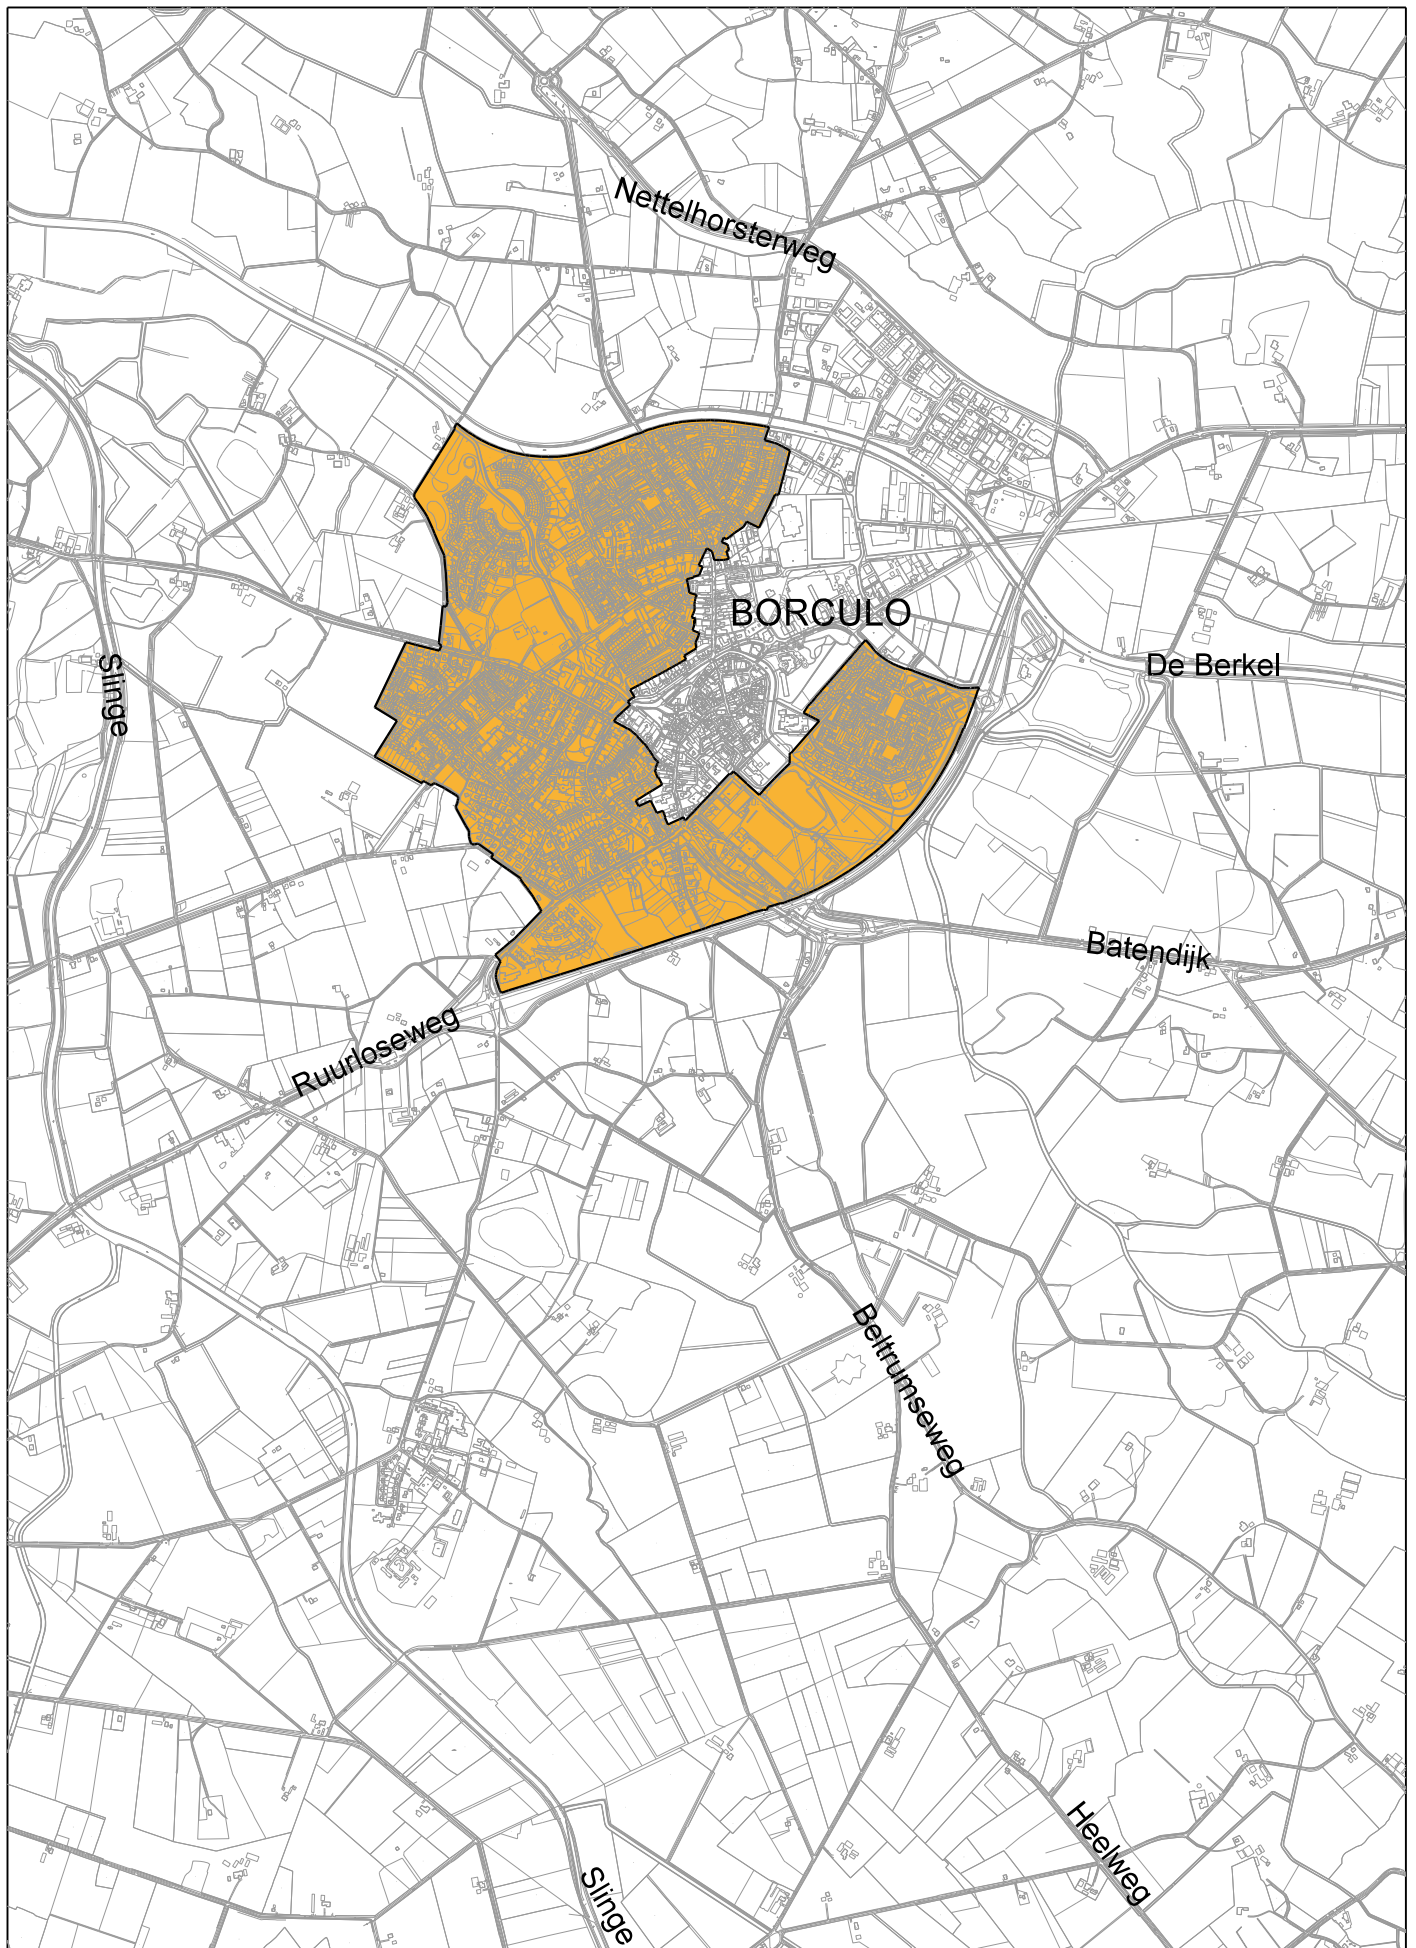 Nettelhorsterweg
BORCULO
De Berkel
Slinge
Batendijk
Ruurloseweg
Beltrumseweg
Heelweg
Slinge